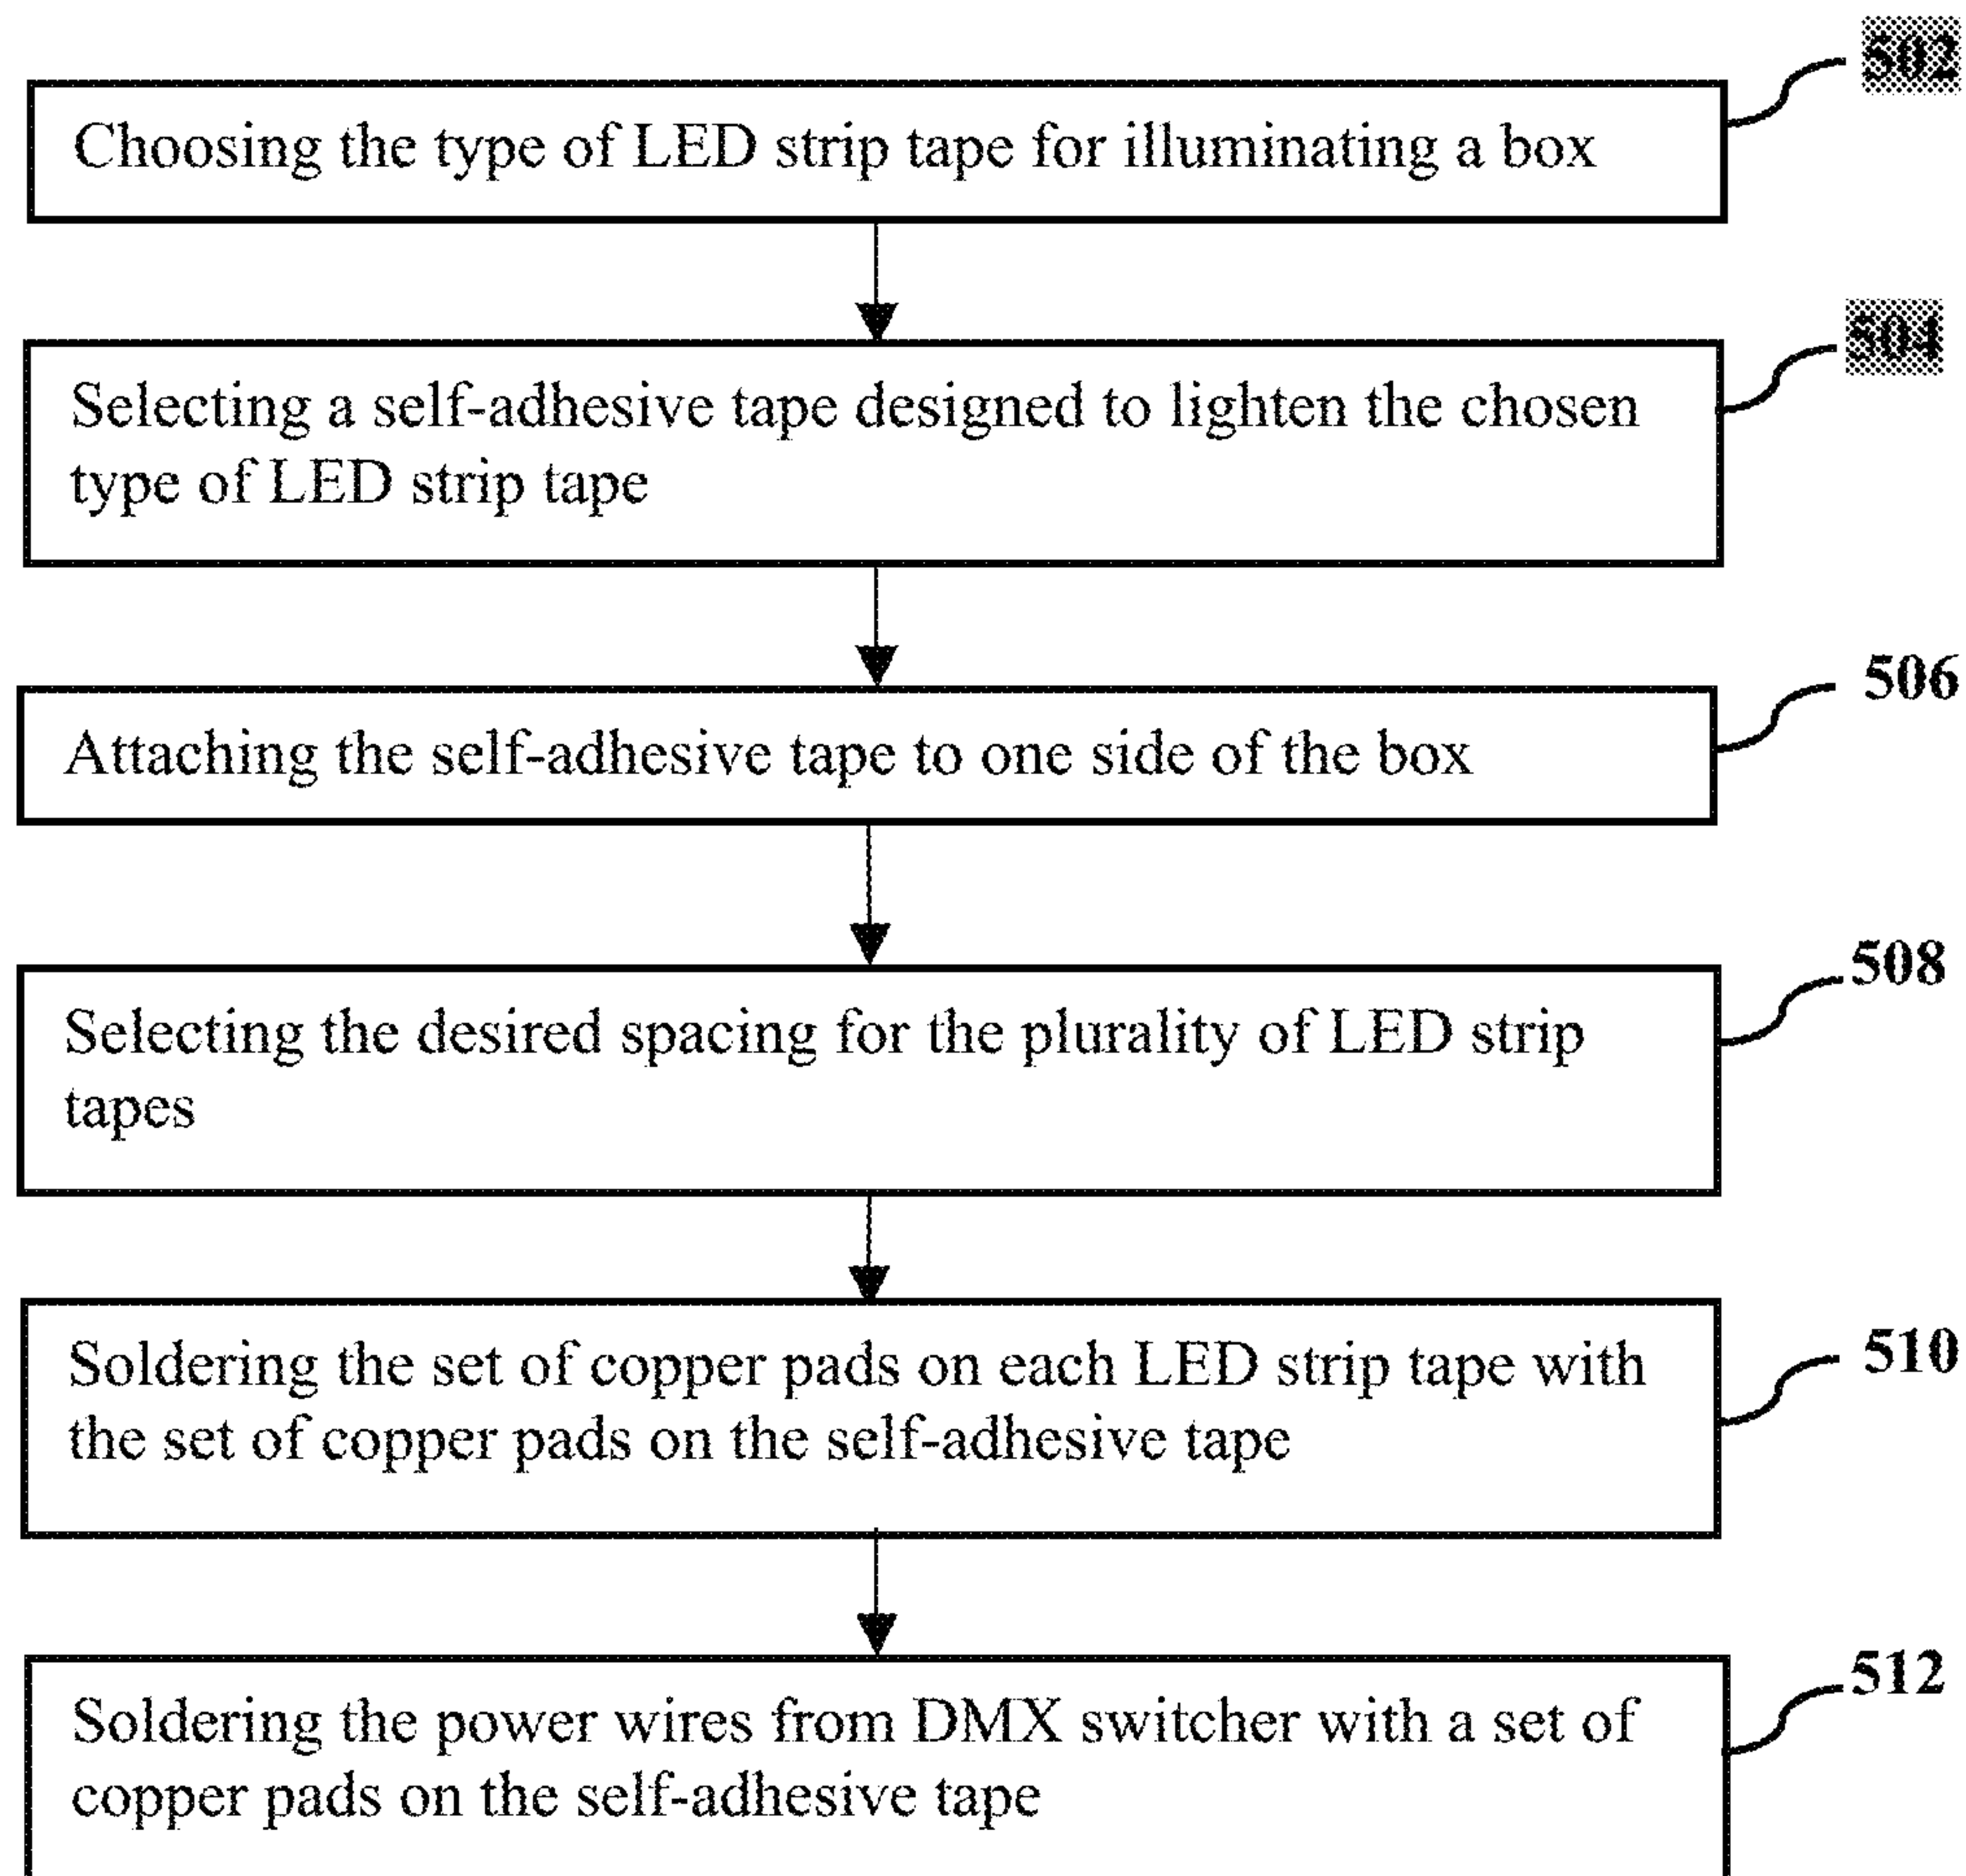 502
Choosing the type of LED strip tape for illuminating a box
504
Selecting a self-adhesive tape designed to lighten the chosen
type of LED strip tape
506
Attaching the self-adhesive tape to one side of the box
508
Selecting the desired spacing for the plurality of LED strip
tapes
510
Soldering the set of copper pads on each LED strip tape with
the set of copper pads on the self-adhesive tape
512
Soldering the power wires from DMX switcher with a set of
copper pads on the self-adhesive tape